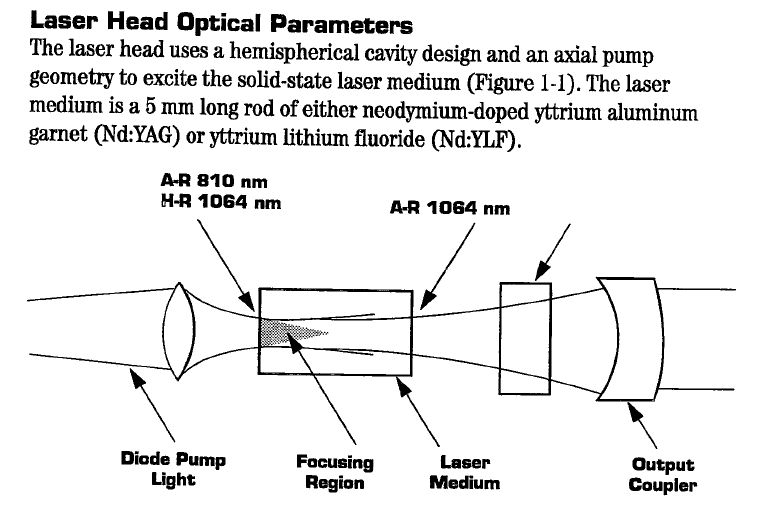 Laser Head Optical Parameters
The laser head uses a hemispherical cavity design and an axial pump
geometry to excite the solid-state laser medium (Figure 1-1). The laser
medium is a 5 mm long rod of either neodymium-doped yttrium aluminum
garnet (Nd:YAG) or yttrium lithium fluoride (Nd:YLF).
A-R 810 nm
H-R 1064 nm
A-R 1064 nm
Diode Pump
Light
Focusing
Region
Laser
Medium
Output
Coupler